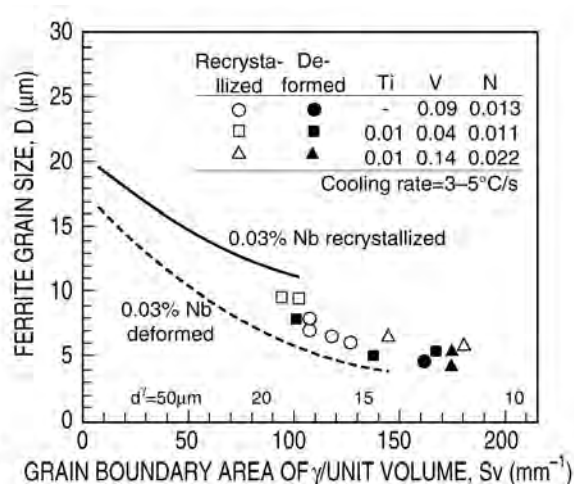 30
25
20
15
10
5
0
FERRITE GRAIN SIZE, D (μm)
Recrysta- De-
llized formed Ti V N
- 0.09 0.013
0.01 0.04 0.011
0.01 0.14 0.022
Cooling rate=3–5°C/s
0.03% Nb recrystallized
0.03% Nb
deformed
dᵞ=50μm 20 15 10
0 50 100 150 200
GRAIN BOUNDARY AREA OF γ/UNIT VOLUME, Sv (mm⁻¹)